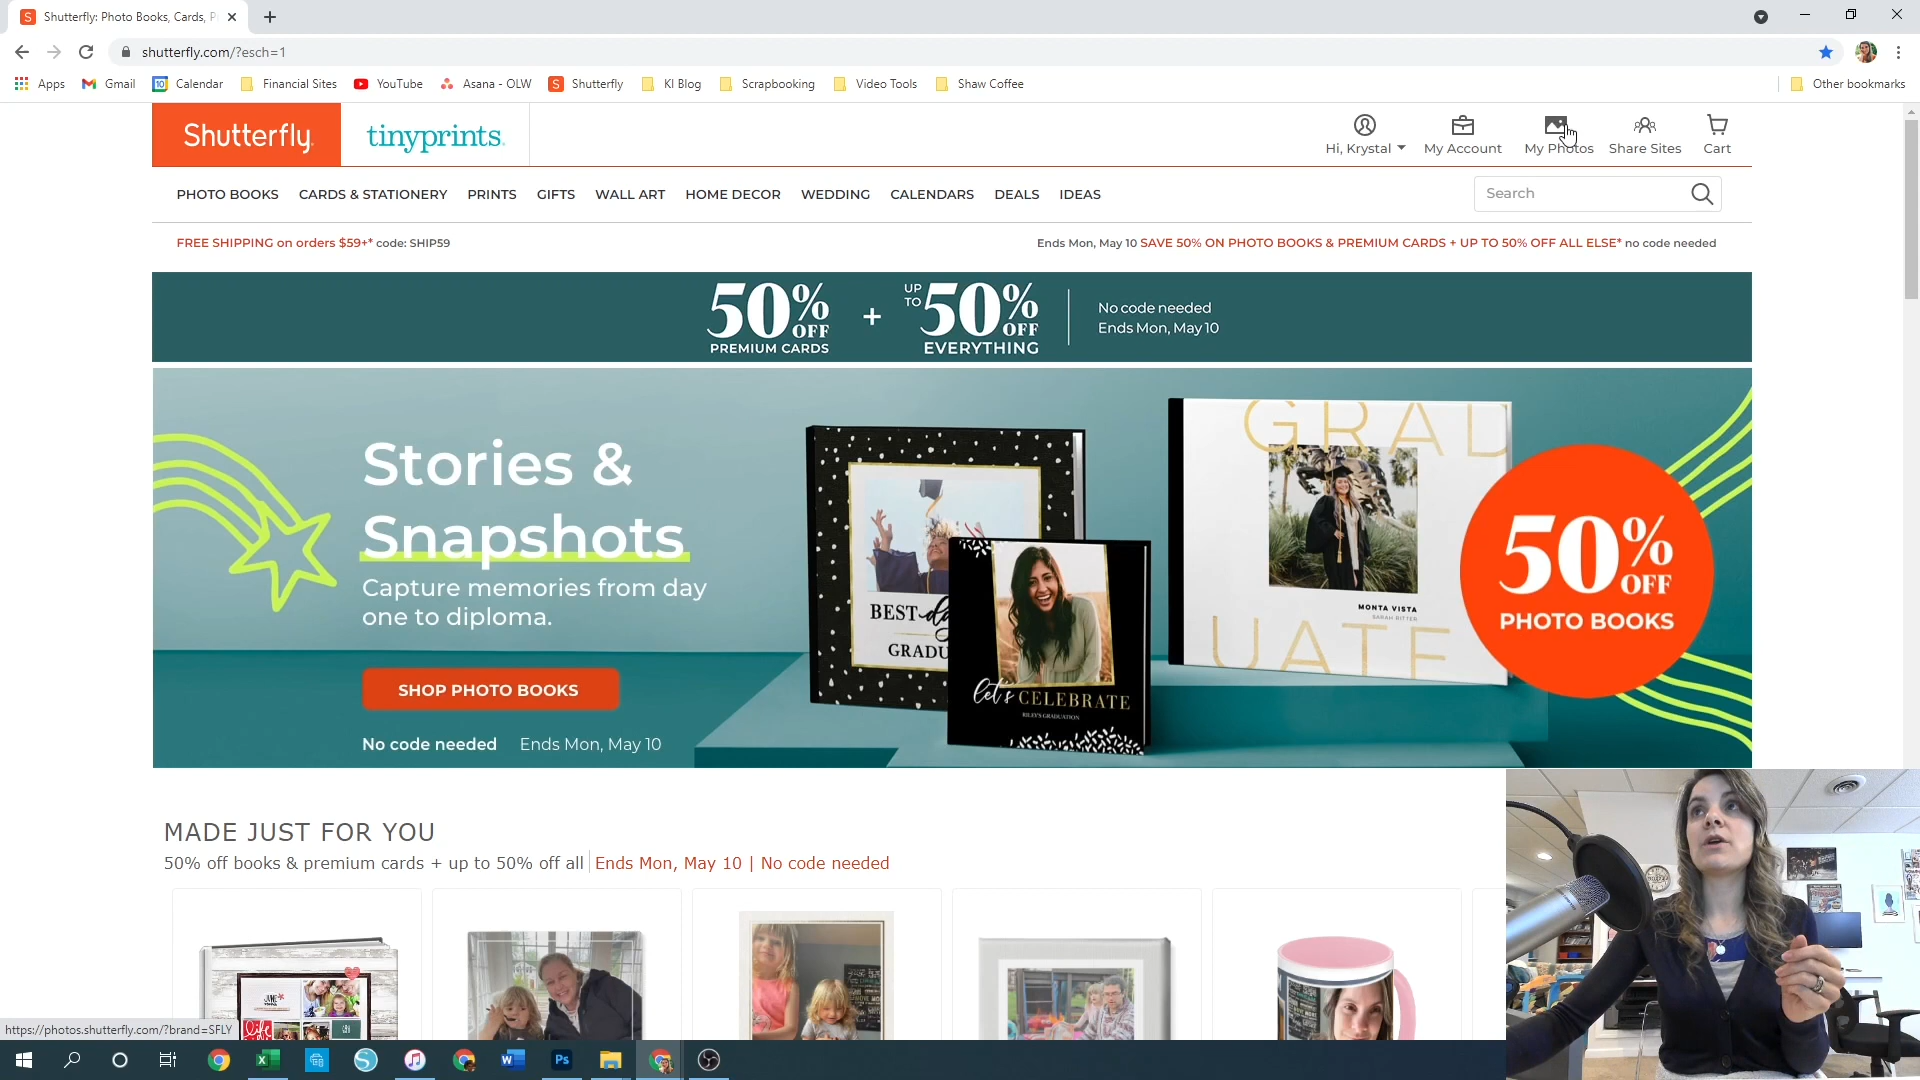 Shutterfly: Photo Books, Cards, P
shutterfly.com/?esch=1
Apps
Gmail
Calendar
Financial Sites
YouTube
Asana - OLW
Shutterfly
KI Blog
Scrapbooking
Video Tools
Shaw Coffee
Other bookmarks
Shutterfly.
tinyprints.
Hi, Krystal
My Account
My Photos
Share Sites
Cart
PHOTO BOOKS
CARDS & STATIONERY
PRINTS
GIFTS
WALL ART
HOME DECOR
WEDDING
CALENDARS
DEALS
IDEAS
Search
FREE SHIPPING on orders $59+* code: SHIP59
Ends Mon, May 10 SAVE 50% ON PHOTO BOOKS & PREMIUM CARDS + UP TO 50% OFF ALL ELSE* no code needed
50% OFF
PREMIUM CARDS
+
UP TO 50% OFF
EVERYTHING
No code needed
Ends Mon, May 10
Stories &
Snapshots
Capture memories from day
one to diploma.
SHOP PHOTO BOOKS
No code needed Ends Mon, May 10
BEST
GRADU
let's CELEBRATE
RILEY'S GRADUATION
GRAD
MONTA VISTA
SARAH RITTER
UATE
50% OFF
PHOTO BOOKS
MADE JUST FOR YOU
50% off books & premium cards + up to 50% off all | Ends Mon, May 10 | No code needed
JUNE
life
https://photos.shutterfly.com/?brand=SFLY